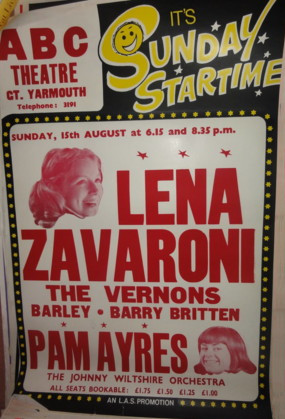 ABC
THEATRE
GT. YARMOUTH
Telephone: 3191
IT'S
SUNDAY
STARTIME
SUNDAY, 15th AUGUST at 6.15 and 8.35 p.m.
LENA
ZAVARONI
THE VERNONS
BARLEY • BARRY BRITTEN
PAM AYRES
THE JOHNNY WILTSHIRE ORCHESTRA
ALL SEATS BOOKABLE: £1.75 £1.50 £1.25 £1.00
AN L.A.S. PROMOTION